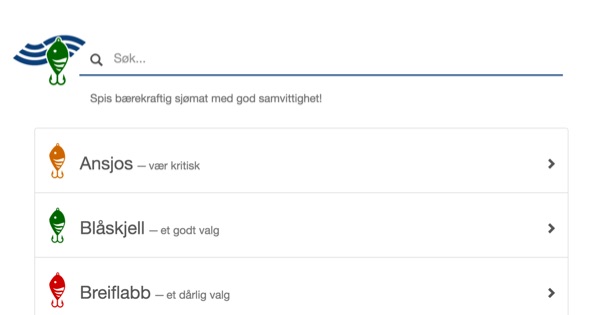 Søk...
Spis bærekraftig sjømat med god samvittighet!
Ansjos — vær kritisk
Blåskjell — et godt valg
Breiflabb — et dårlig valg